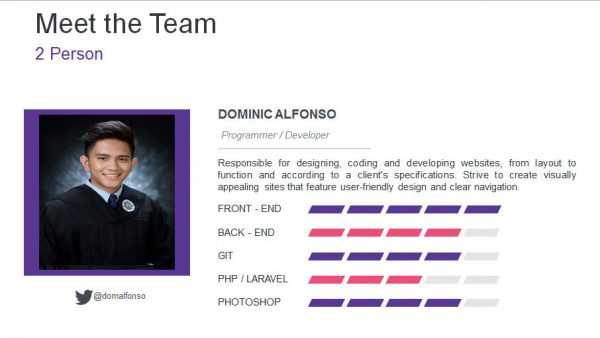 Meet the Team
2 Person
DOMINIC ALFONSO
Programmer / Developer
Responsible for designing, coding and developing websites, from layout to
function and according to a client's specifications. Strive to create visually
appealing sites that feature user-friendly design and clear navigation.
FRONT - END
BACK - END
GIT
PHP / LARAVEL
PHOTOSHOP
@domalfonso